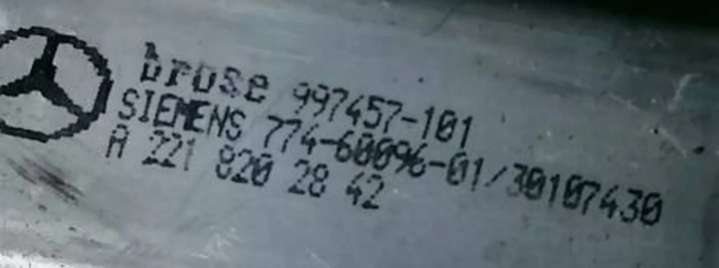 brose 997457-101
SIEMENS 774-60096-01/30107430
A 221 820 28 42